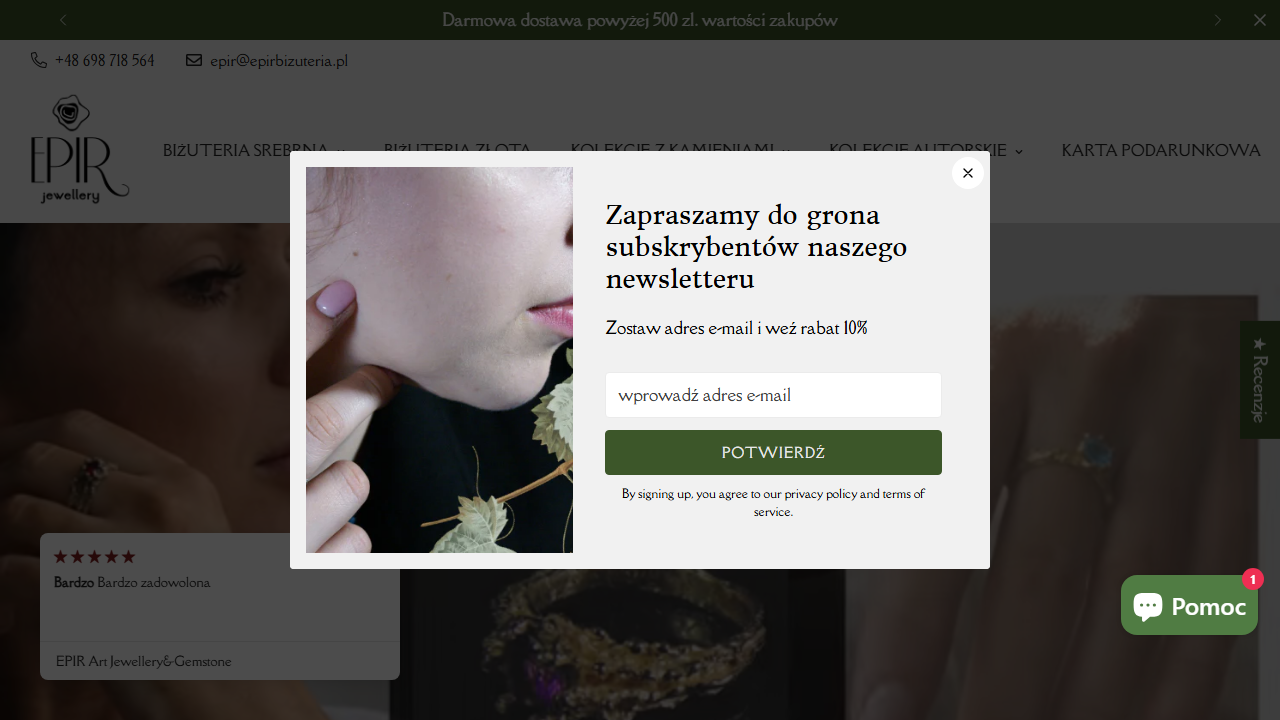 Darmowa dostawa powyżej 500 zl. wartości zakupów
+48 698 718 564
epir@epirbizuteria.pl
EPIR
jewellery
BIŻUTERIA SREBRNA
BIŻUTERIA ZŁOTA
KOLEKCJE Z KAMIENIAMI
KOLEKCJE AUTORSKIE
KARTA PODARUNKOWA
Zapraszamy do grona
subskrybentów naszego
newsletteru
Zostaw adres e-mail i weź rabat 10%
wprowadź adres e-mail
POTWIERDŹ
By signing up, you agree to our privacy policy and terms of
service.
★ Recenzje
Bardzo Bardzo zadowolona
EPIR Art Jewellery&Gemstone
Pomoc
1